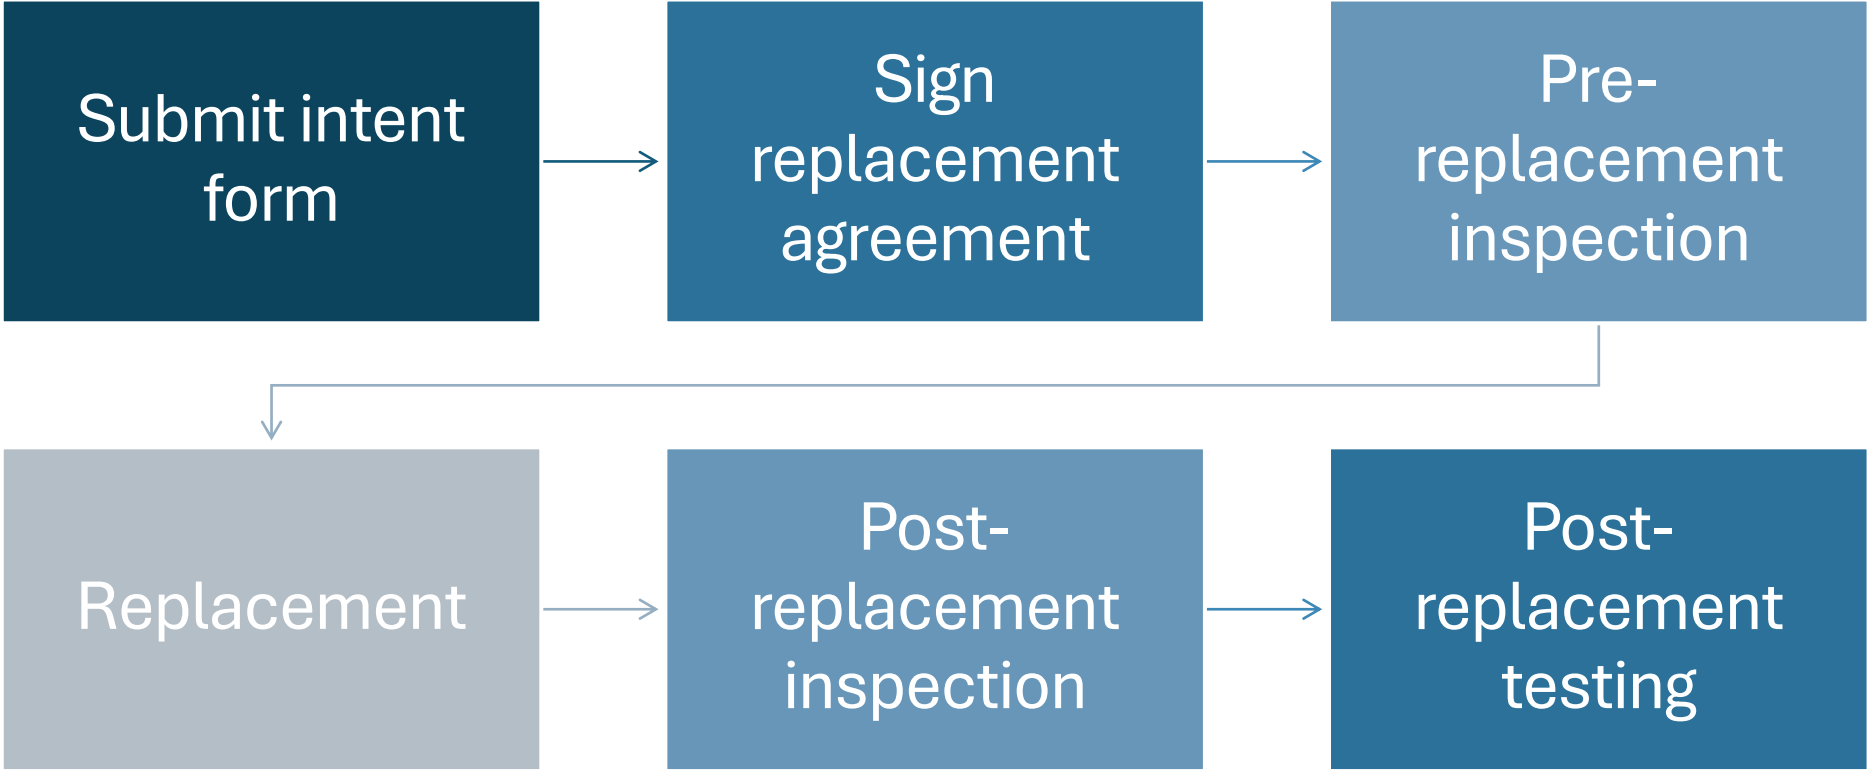 Submit intent
form
Sign
replacement
agreement
Pre-
replacement
inspection
Replacement
Post-
replacement
inspection
Post-
replacement
testing